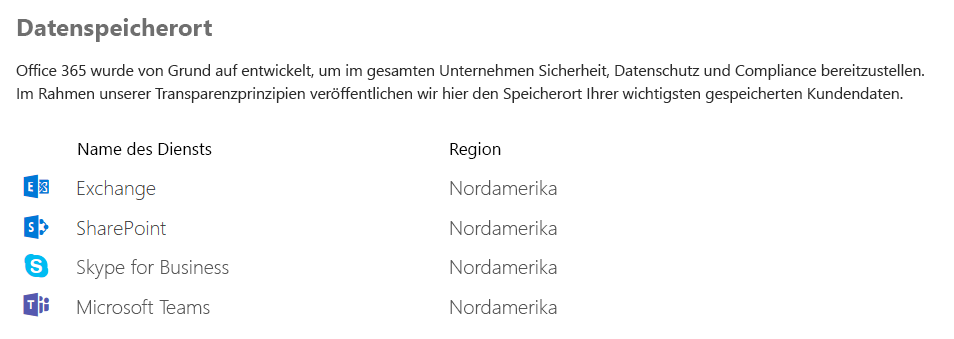 Datenspeicherort
Office 365 wurde von Grund auf entwickelt, um im gesamten Unternehmen Sicherheit, Datenschutz und Compliance bereitzustellen.
Im Rahmen unserer Transparenzprinzipien veröffentlichen wir hier den Speicherort Ihrer wichtigsten gespeicherten Kundendaten.
Name des Diensts Region
Exchange Nordamerika
SharePoint Nordamerika
Skype for Business Nordamerika
Microsoft Teams Nordamerika